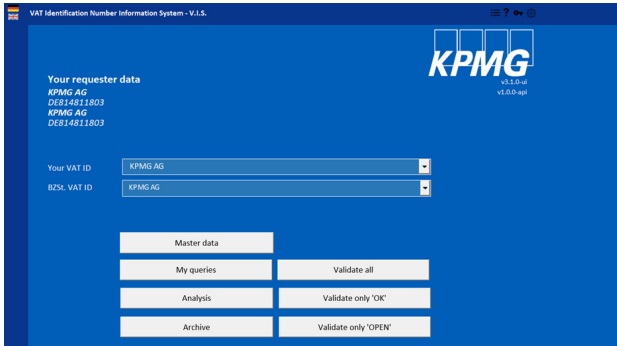 VAT Identification Number Information System - V.I.S.
?
KPMG
v3.1.0-ui
v1.0.0-api
Your requester data
KPMG AG
DE814811803
KPMG AG
DE814811803
Your VAT ID
KPMG AG
BZSt. VAT ID
KPMG AG
Master data
My queries
Validate all
Analysis
Validate only 'OK'
Archive
Validate only 'OPEN'